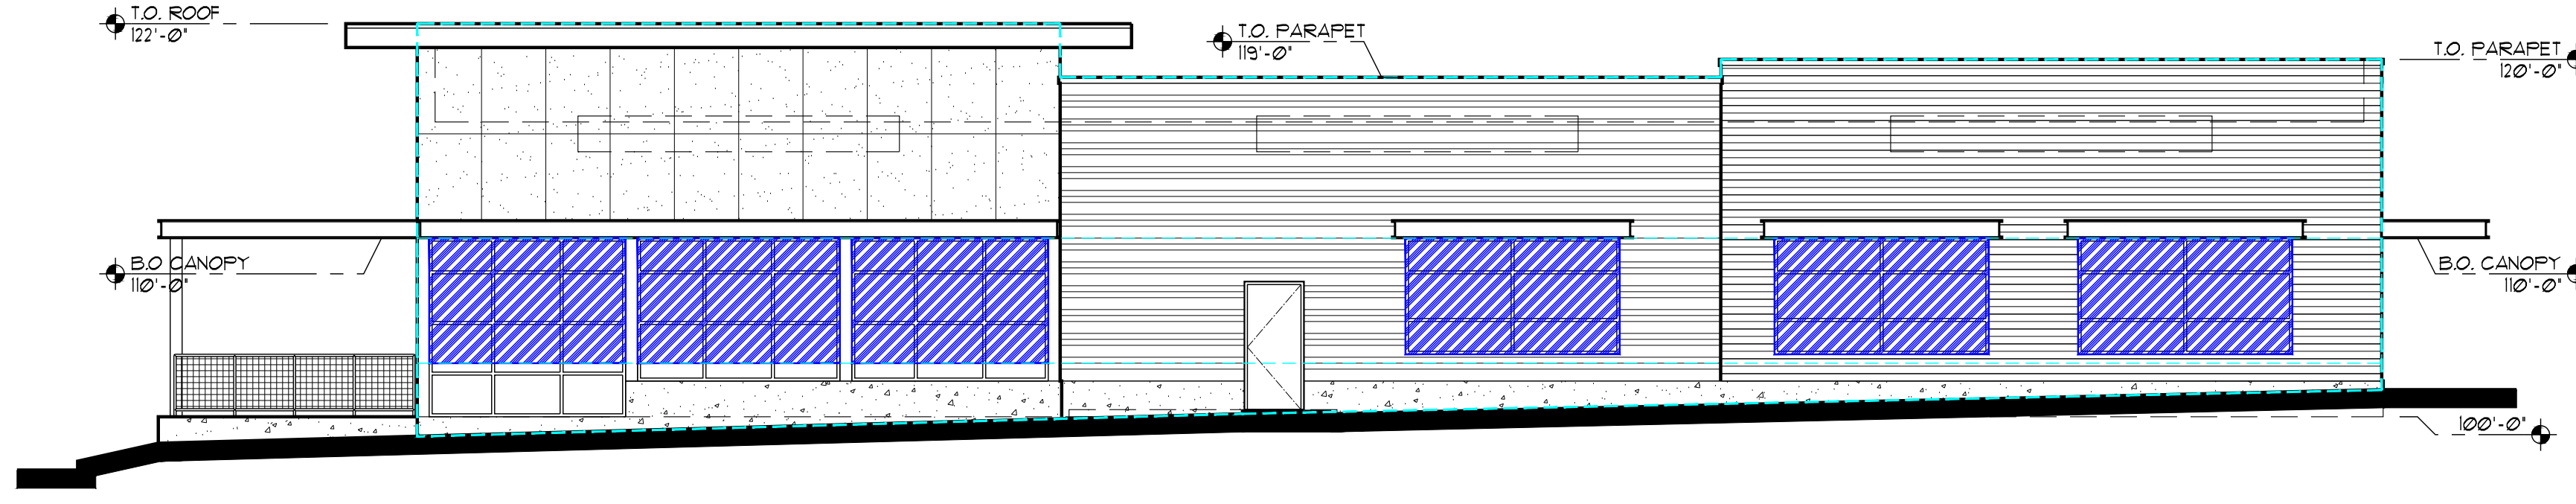 T.O. ROOF
122'-0"
T.O. PARAPET
119'-0"
T.O. PARAPET
120'-0"
B.O CANOPY
110'-0"
B.O. CANOPY
110'-0"
100'-0"